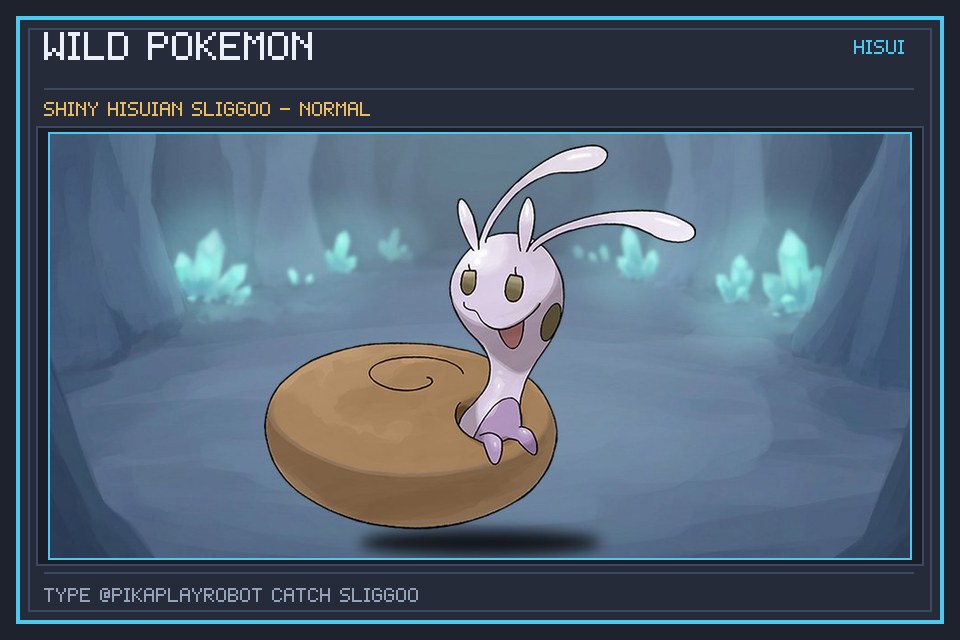 WILD POKEMON
HISUI
SHINY HISUIAN SLIGGOO - NORMAL
TYPE @PIKAPLAYROBOT CATCH SLIGGOO